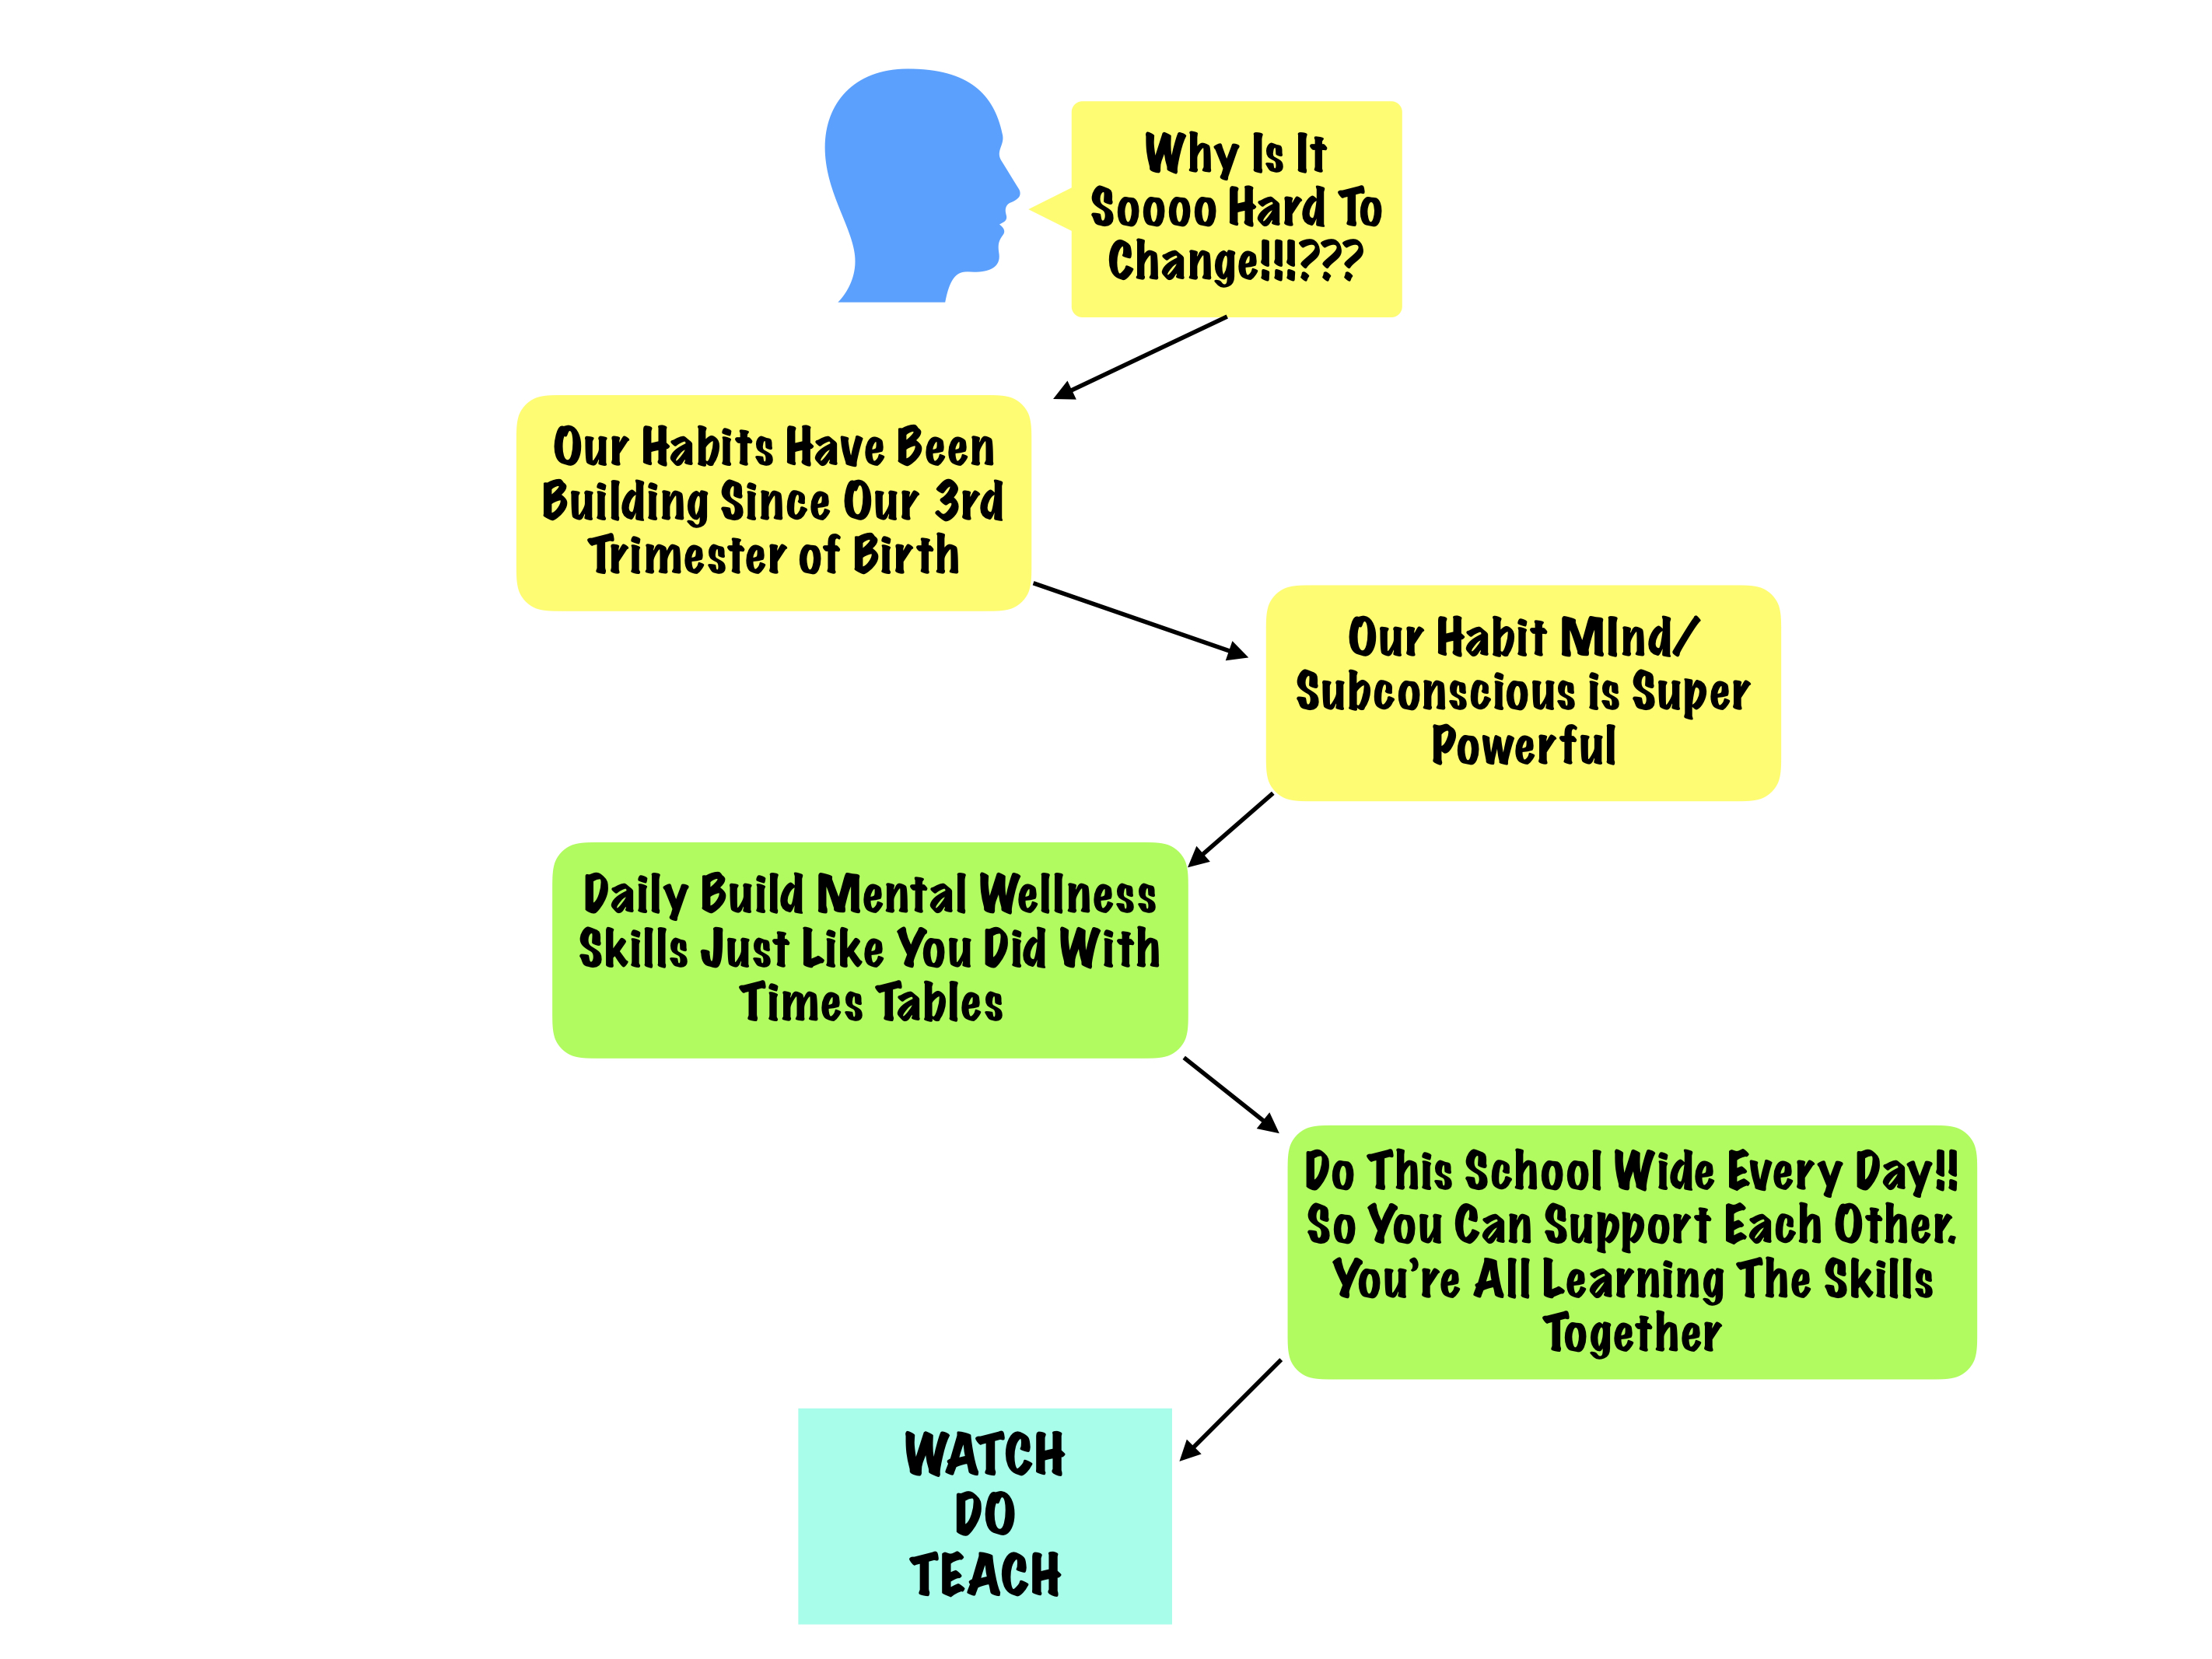 Why Is It
Soooo Hard To
Change!!!???
Our Habits Have Been
Building Since Our 3rd
Trimester of Birth
Our Habit MInd/
Subconscious is Super
Powerful
Daily Build Mental Wellness
Skills Just Like You Did With
Times Tables
Do This School Wide Every Day!!
So You Can Support Each Other.
You're All Learning The Skills
Together
WATCH
DO
TEACH